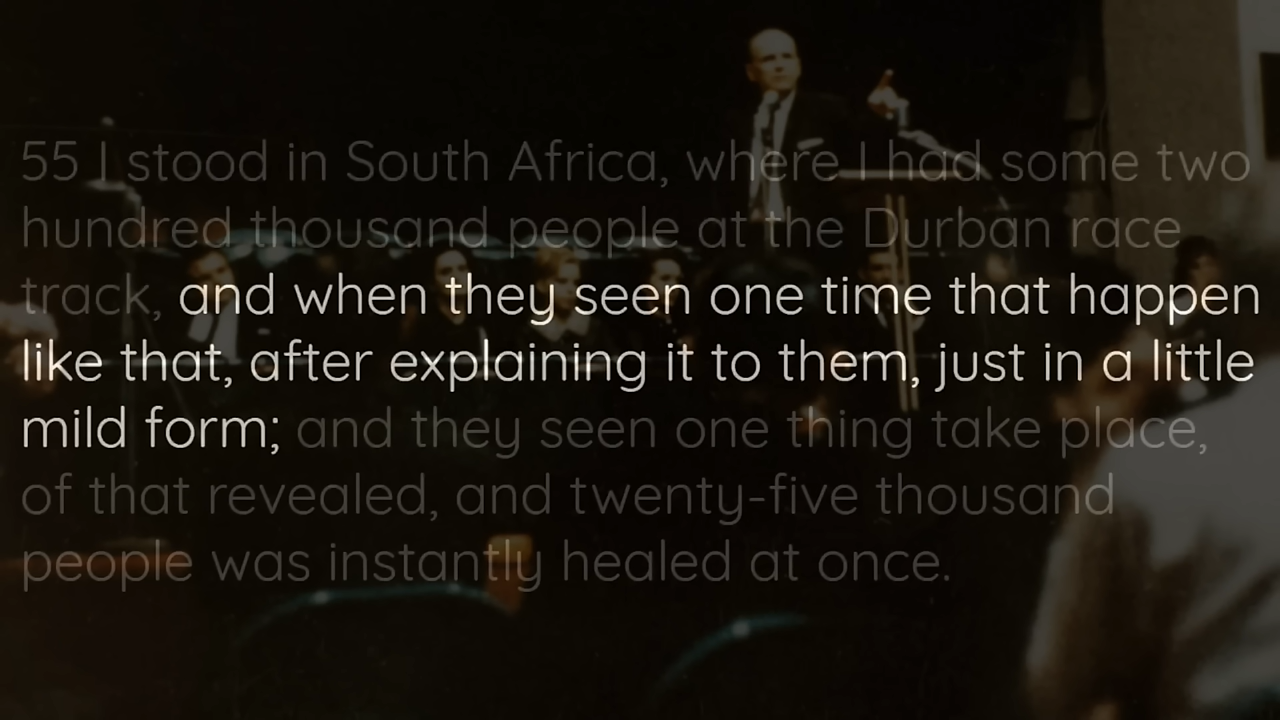 55 I stood in South Africa, where I had some two
hundred thousand people at the Durban race
track, and when they seen one time that happen
like that, after explaining it to them, just in a little
mild form; and they seen one thing take place,
of that revealed, and twenty-five thousand
people was instantly healed at once.